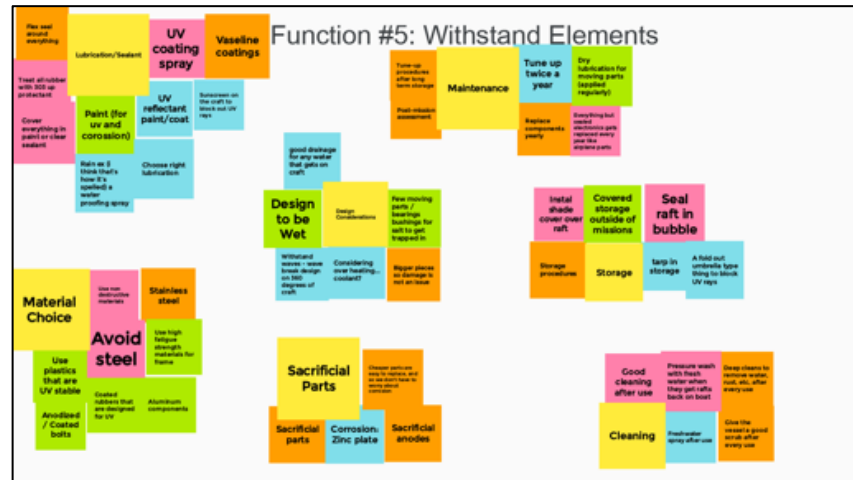 Function #5: Withstand Elements
Flex seal
around
everything
Lubrication/Sealant
UV
coating
spray
Vaseline
coatings
Treat all rubber
with 303 uv
protectant
Paint (for
uv and
corossion)
UV
reflectant
paint/coat
Sunscreen on
the craft to
block out UV
rays
Cover
everything in
paint or clear
sealant
Rain ex (i
think that's
how it's
spelled) a
water
proofing spray
Choose right
lubrication
Tune-up
procedures
after long
term storage
Maintenance
Tune up
twice a
year
Dry
lubrication for
moving parts
(applied
regularly)
Post-mission
assessment
Replace
components
yearly
Everything but
sealed
electronics gets
replaced every
year like
airplane parts
good drainage
for any water
that gets on
craft
Design
to be
Wet
Design
Considerations
Few moving
parts /
bearings
bushings for
salt to get
trapped in
Withstand
waves - wave
break design
on 360
degrees of
craft
Considering
over heating...
coolant?
Bigger pieces
so damage is
not an issue
Instal
shade
cover over
raft
Covered
storage
outside of
missions
Seal
raft in
bubble
Storage
procedures
Storage
tarp in
storage
A fold out
umbrella type
thing to block
UV rays
Material
Choice
Use non
destructive
materials
Stainless
steel
Avoid
steel
Use high
fatigue
strength
materials for
frame
Use
plastics that
are UV stable
Coated
rubbers that
are designed
for UV
Aluminum
components
Anodized
/ Coated
bolts
Sacrificial
Parts
Cheaper parts are
easy to replace, and
so we don't have to
worry about
corrosion
Sacrificial
parts
Corrosion:
Zinc plate
Sacrificial
anodes
Good
cleaning
after use
Pressure wash
with fresh
water when
they get rafts
back on boat
Deep cleans to
remove water,
rust, etc, after
every use
Cleaning
Freshwater
spray after use
Give the
vessel a good
scrub after
every use